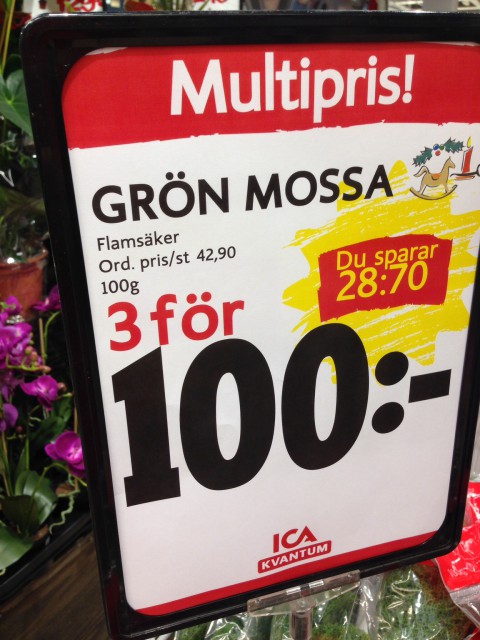 Multipris!
GRÖN MOSSA
Flamsäker
Ord. pris/st 42,90
100g
Du sparar
28:70
3 för
100:-
ICA
KVANTUM